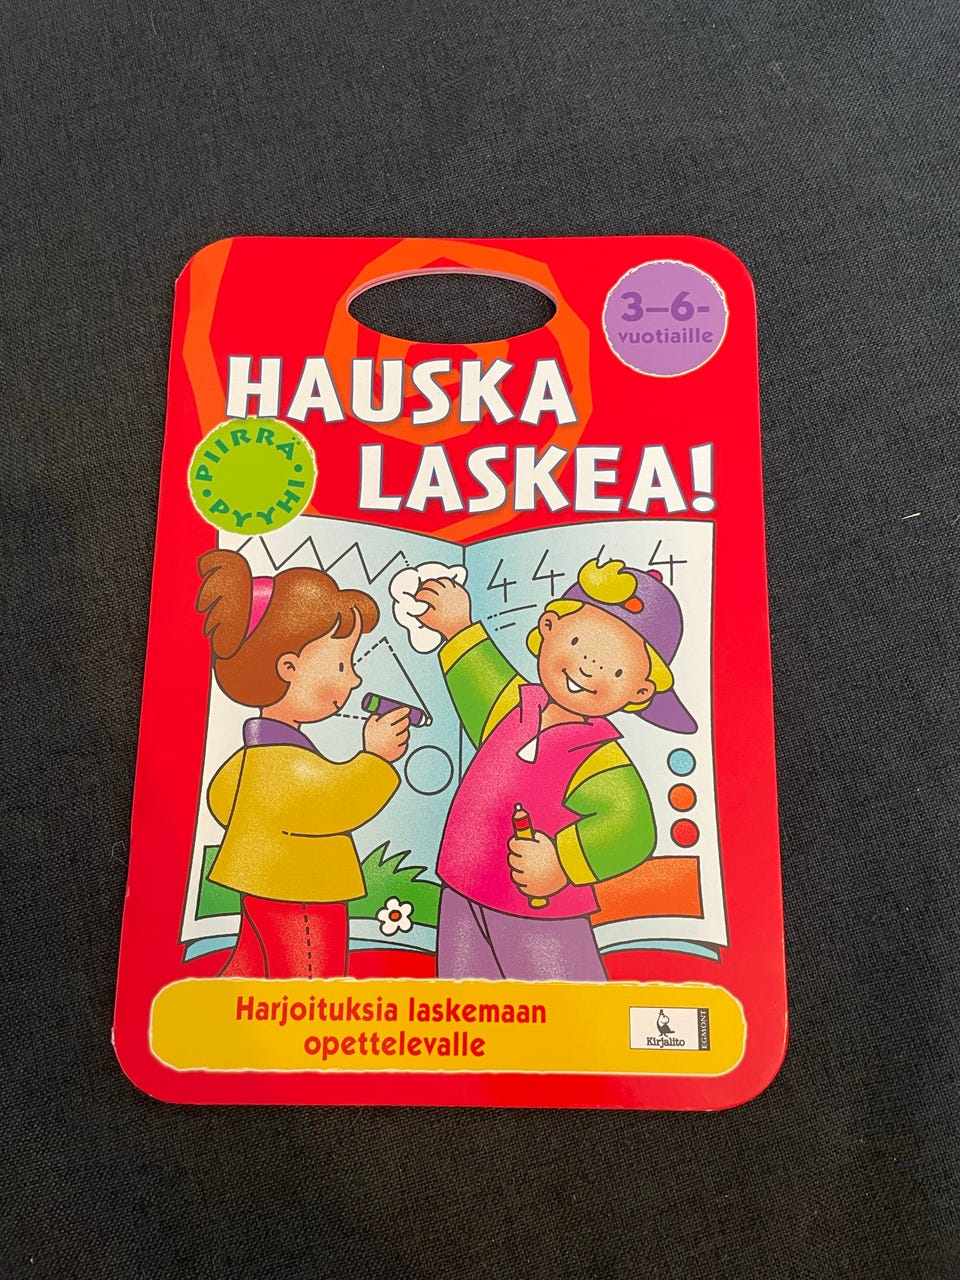 3–6-
vuotiaille
HAUSKA
LASKEA!
• PIIRRÄ •
PYYHI
4 4 4 4
Harjoituksia laskemaan
opettelevalle
Kirjalito
EGMONT